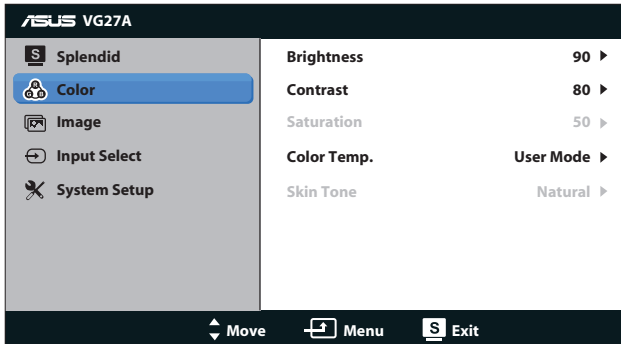 ASUS VG27A
S Splendid
Color
Image
Input Select
System Setup
Brightness 90
Contrast 80
Saturation 50
Color Temp. User Mode
Skin Tone Natural
Move Menu S Exit